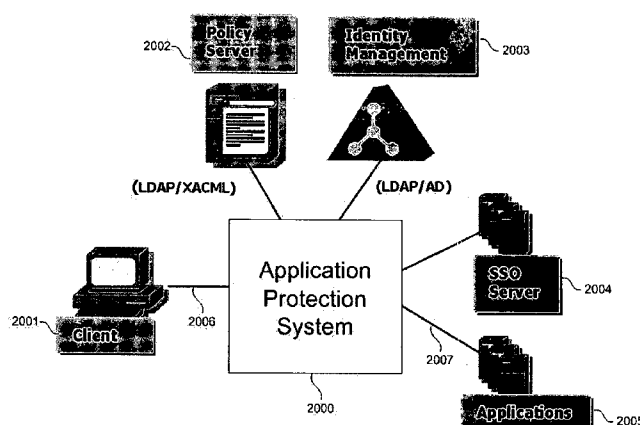 2002
Policy
Server
Identity
Management
2003
(LDAP/XACML)
(LDAP/AD)
2001
Client
2006
Application
Protection
System
2000
SSO
Server
2004
2007
Applications
2005